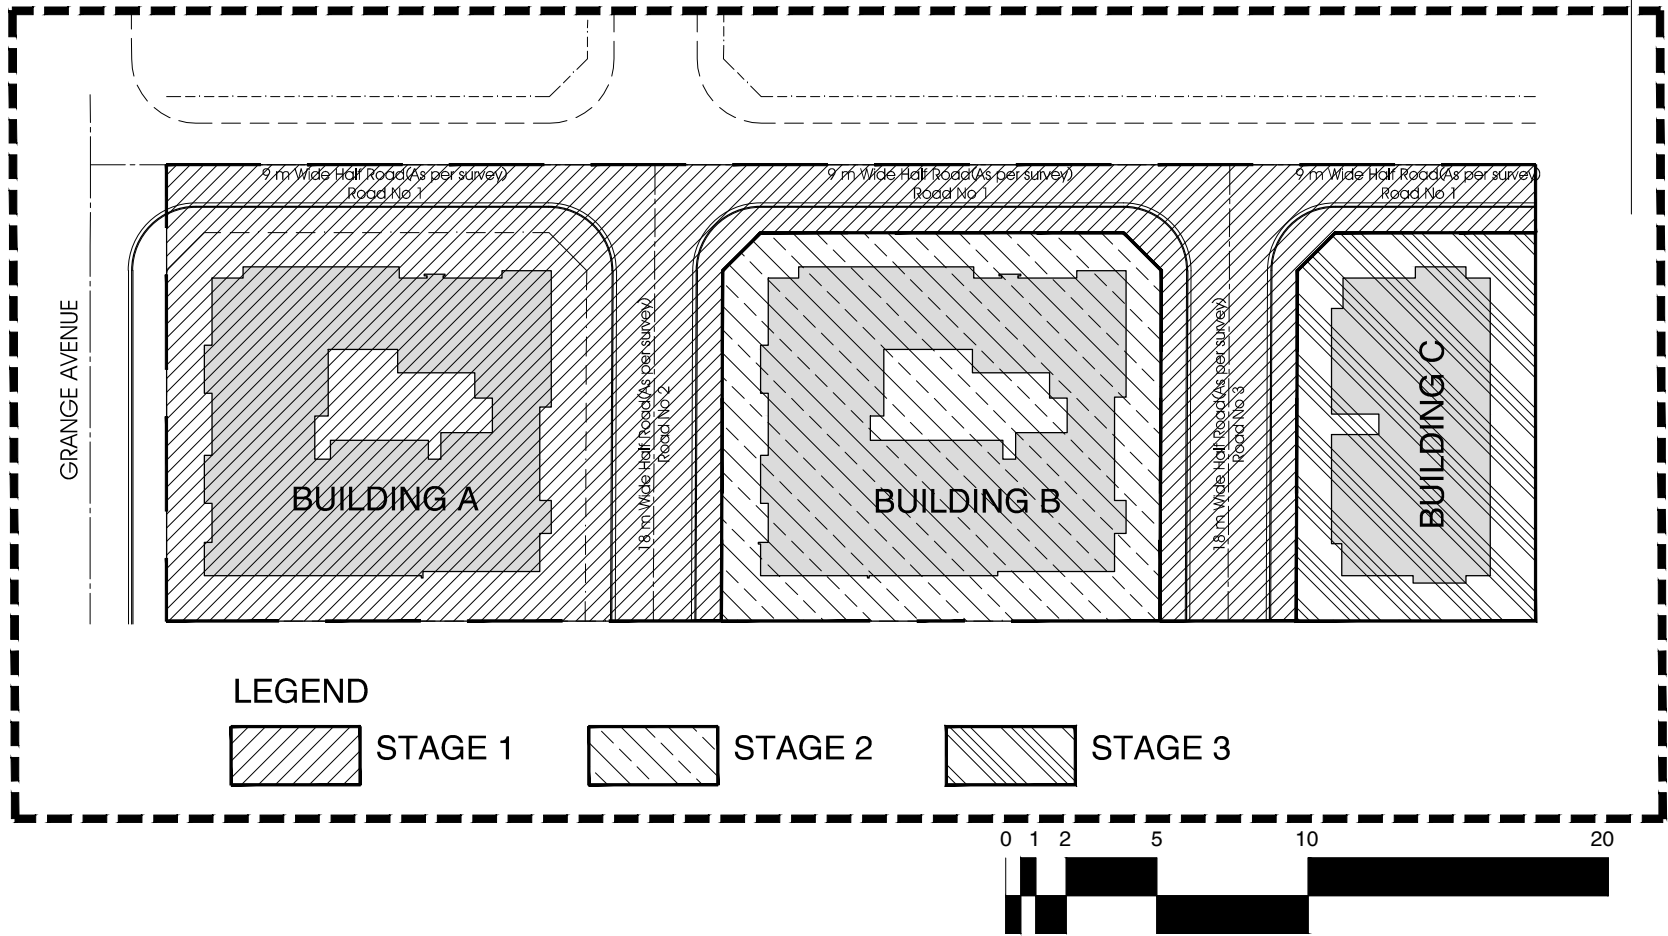 9 m Wide Half Road(As per survey)
Road No 1
9 m Wide Half Road(As per survey)
Road No 1
9 m Wide Half Road(As per survey)
Road No 1
GRANGE AVENUE
BUILDING A
18 m Wide Half Road(As per survey)
Road No 2
BUILDING B
18 m Wide Half Road(As per survey)
Road No 3
BUILDING C
LEGEND
STAGE 1
STAGE 2
STAGE 3
0 1 2 5 10 20